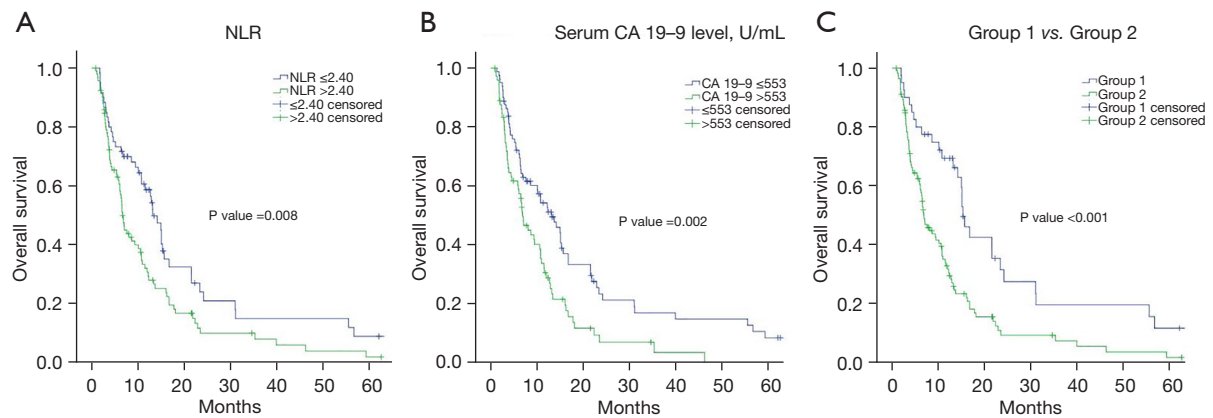 A
NLR
Overall survival
1.0
0.8
0.6
0.4
0.2
0.0
NLR ≤2.40
NLR >2.40
≤2.40 censored
>2.40 censored
P value =0.008
0 10 20 30 40 50 60
Months
B
Serum CA 19–9 level, U/mL
Overall survival
1.0
0.8
0.6
0.4
0.2
0.0
CA 19–9 ≤553
CA 19–9 >553
≤553 censored
>553 censored
P value =0.002
0 10 20 30 40 50 60
Months
C
Group 1 vs. Group 2
Overall survival
1.0
0.8
0.6
0.4
0.2
0.0
Group 1
Group 2
Group 1 censored
Group 2 censored
P value <0.001
0 10 20 30 40 50 60
Months